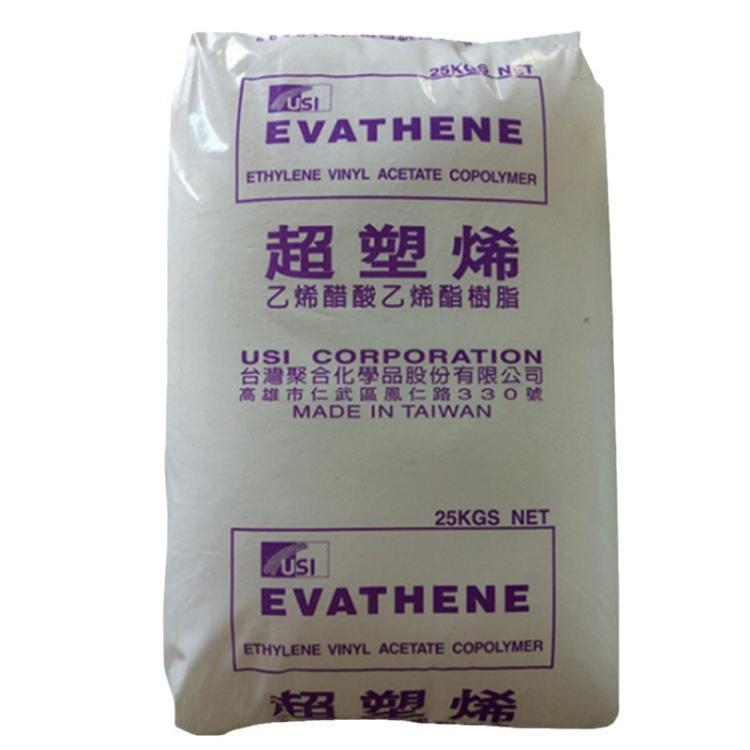 25KGS NET
USI
EVATHENE
ETHYLENE VINYL ACETATE COPOLYMER
超塑烯
乙烯醋酸乙烯酯樹脂
USI CORPORATION
台灣聚合化學品股份有限公司
高雄市仁武區鳳仁路330號
MADE IN TAIWAN
25KGS NET
USI
EVATHENE
ETHYLENE VINYL ACETATE COPOLYMER
超塑烯